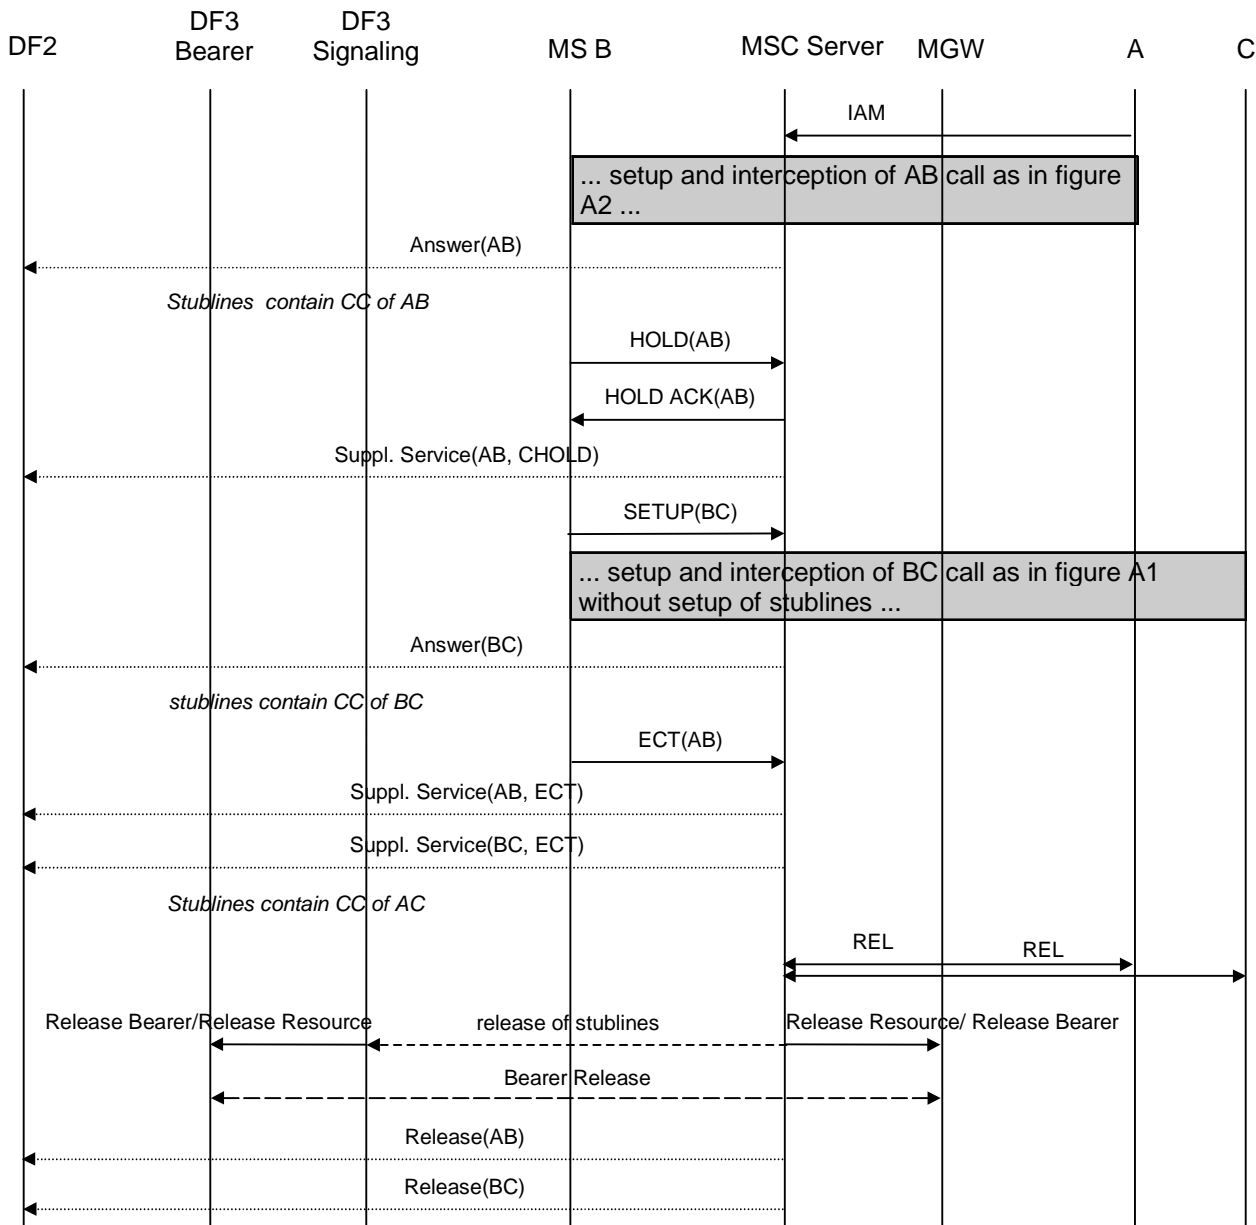 DF2
DF3
Bearer
DF3
Signaling
MS B
MSC Server
MGW
A
C
IAM
... setup and interception of AB call as in figure
A2 ...
Answer(AB)
Stublines contain CC of AB
HOLD(AB)
HOLD ACK(AB)
Suppl. Service(AB, CHOLD)
SETUP(BC)
... setup and interception of BC call as in figure A1
without setup of stublines ...
Answer(BC)
stublines contain CC of BC
ECT(AB)
Suppl. Service(AB, ECT)
Suppl. Service(BC, ECT)
Stublines contain CC of AC
REL
REL
Release Bearer/Release Resource
release of stublines
Release Resource/ Release Bearer
Bearer Release
Release(AB)
Release(BC)